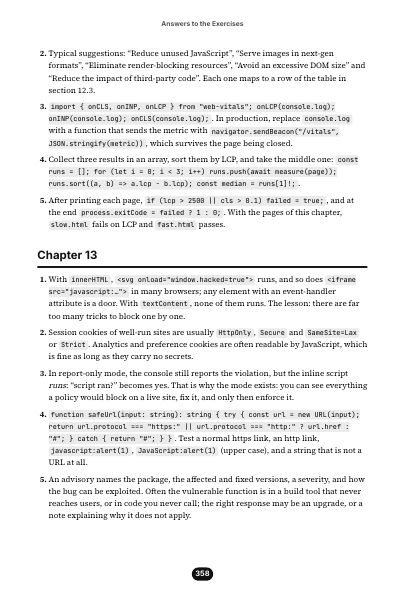 Answers to the Exercises
2. Typical suggestions: “Reduce unused JavaScript”, “Serve images in next-gen
formats”, “Eliminate render-blocking resources”, “Avoid an excessive DOM size” and
“Reduce the impact of third-party code”. Each one maps to a row of the table in
section 12.3.
3. import { onCLS, onINP, onLCP } from "web-vitals"; onLCP(console.log);
onINP(console.log); onCLS(console.log);. In production, replace console.log
with a function that sends the metric with navigator.sendBeacon("/vitals",
JSON.stringify(metric)), which survives the page being closed.
4. Collect three results in an array, sort them by LCP, and take the middle one: const
runs = []; for (let i = 0; i < 3; i++) runs.push(await measure(page));
runs.sort((a, b) => a.lcp - b.lcp); const median = runs[1]!;.
5. After printing each page, if (lcp > 2500 || cls > 0.1) failed = true;, and at
the end process.exitCode = failed ? 1 : 0;. With the pages of this chapter,
slow.html fails on LCP and fast.html passes.
Chapter 13
1. With innerHTML, <svg onload="window.hacked=true"> runs, and so does <iframe
src="javascript:…"> in many browsers; any element with an event-handler
attribute is a door. With textContent, none of them runs. The lesson: there are far
too many tricks to block one by one.
2. Session cookies of well-run sites are usually HttpOnly, Secure and SameSite=Lax
or Strict. Analytics and preference cookies are often readable by JavaScript, which
is fine as long as they carry no secrets.
3. In report-only mode, the console still reports the violation, but the inline script
runs: “script ran?” becomes yes. That is why the mode exists: you can see everything
a policy would block on a live site, fix it, and only then enforce it.
4. function safeUrl(input: string): string { try { const url = new URL(input);
return url.protocol === "https:" || url.protocol === "http:" ? url.href :
"#"; } catch { return "#"; } }. Test a normal https link, an http link,
javascript:alert(1), JavaScript:alert(1) (upper case), and a string that is not a
URL at all.
5. An advisory names the package, the affected and fixed versions, a severity, and how
the bug can be exploited. Often the vulnerable function is in a build tool that never
reaches users, or in code you never call; the right response may be an upgrade, or a
note explaining why it does not apply.
358